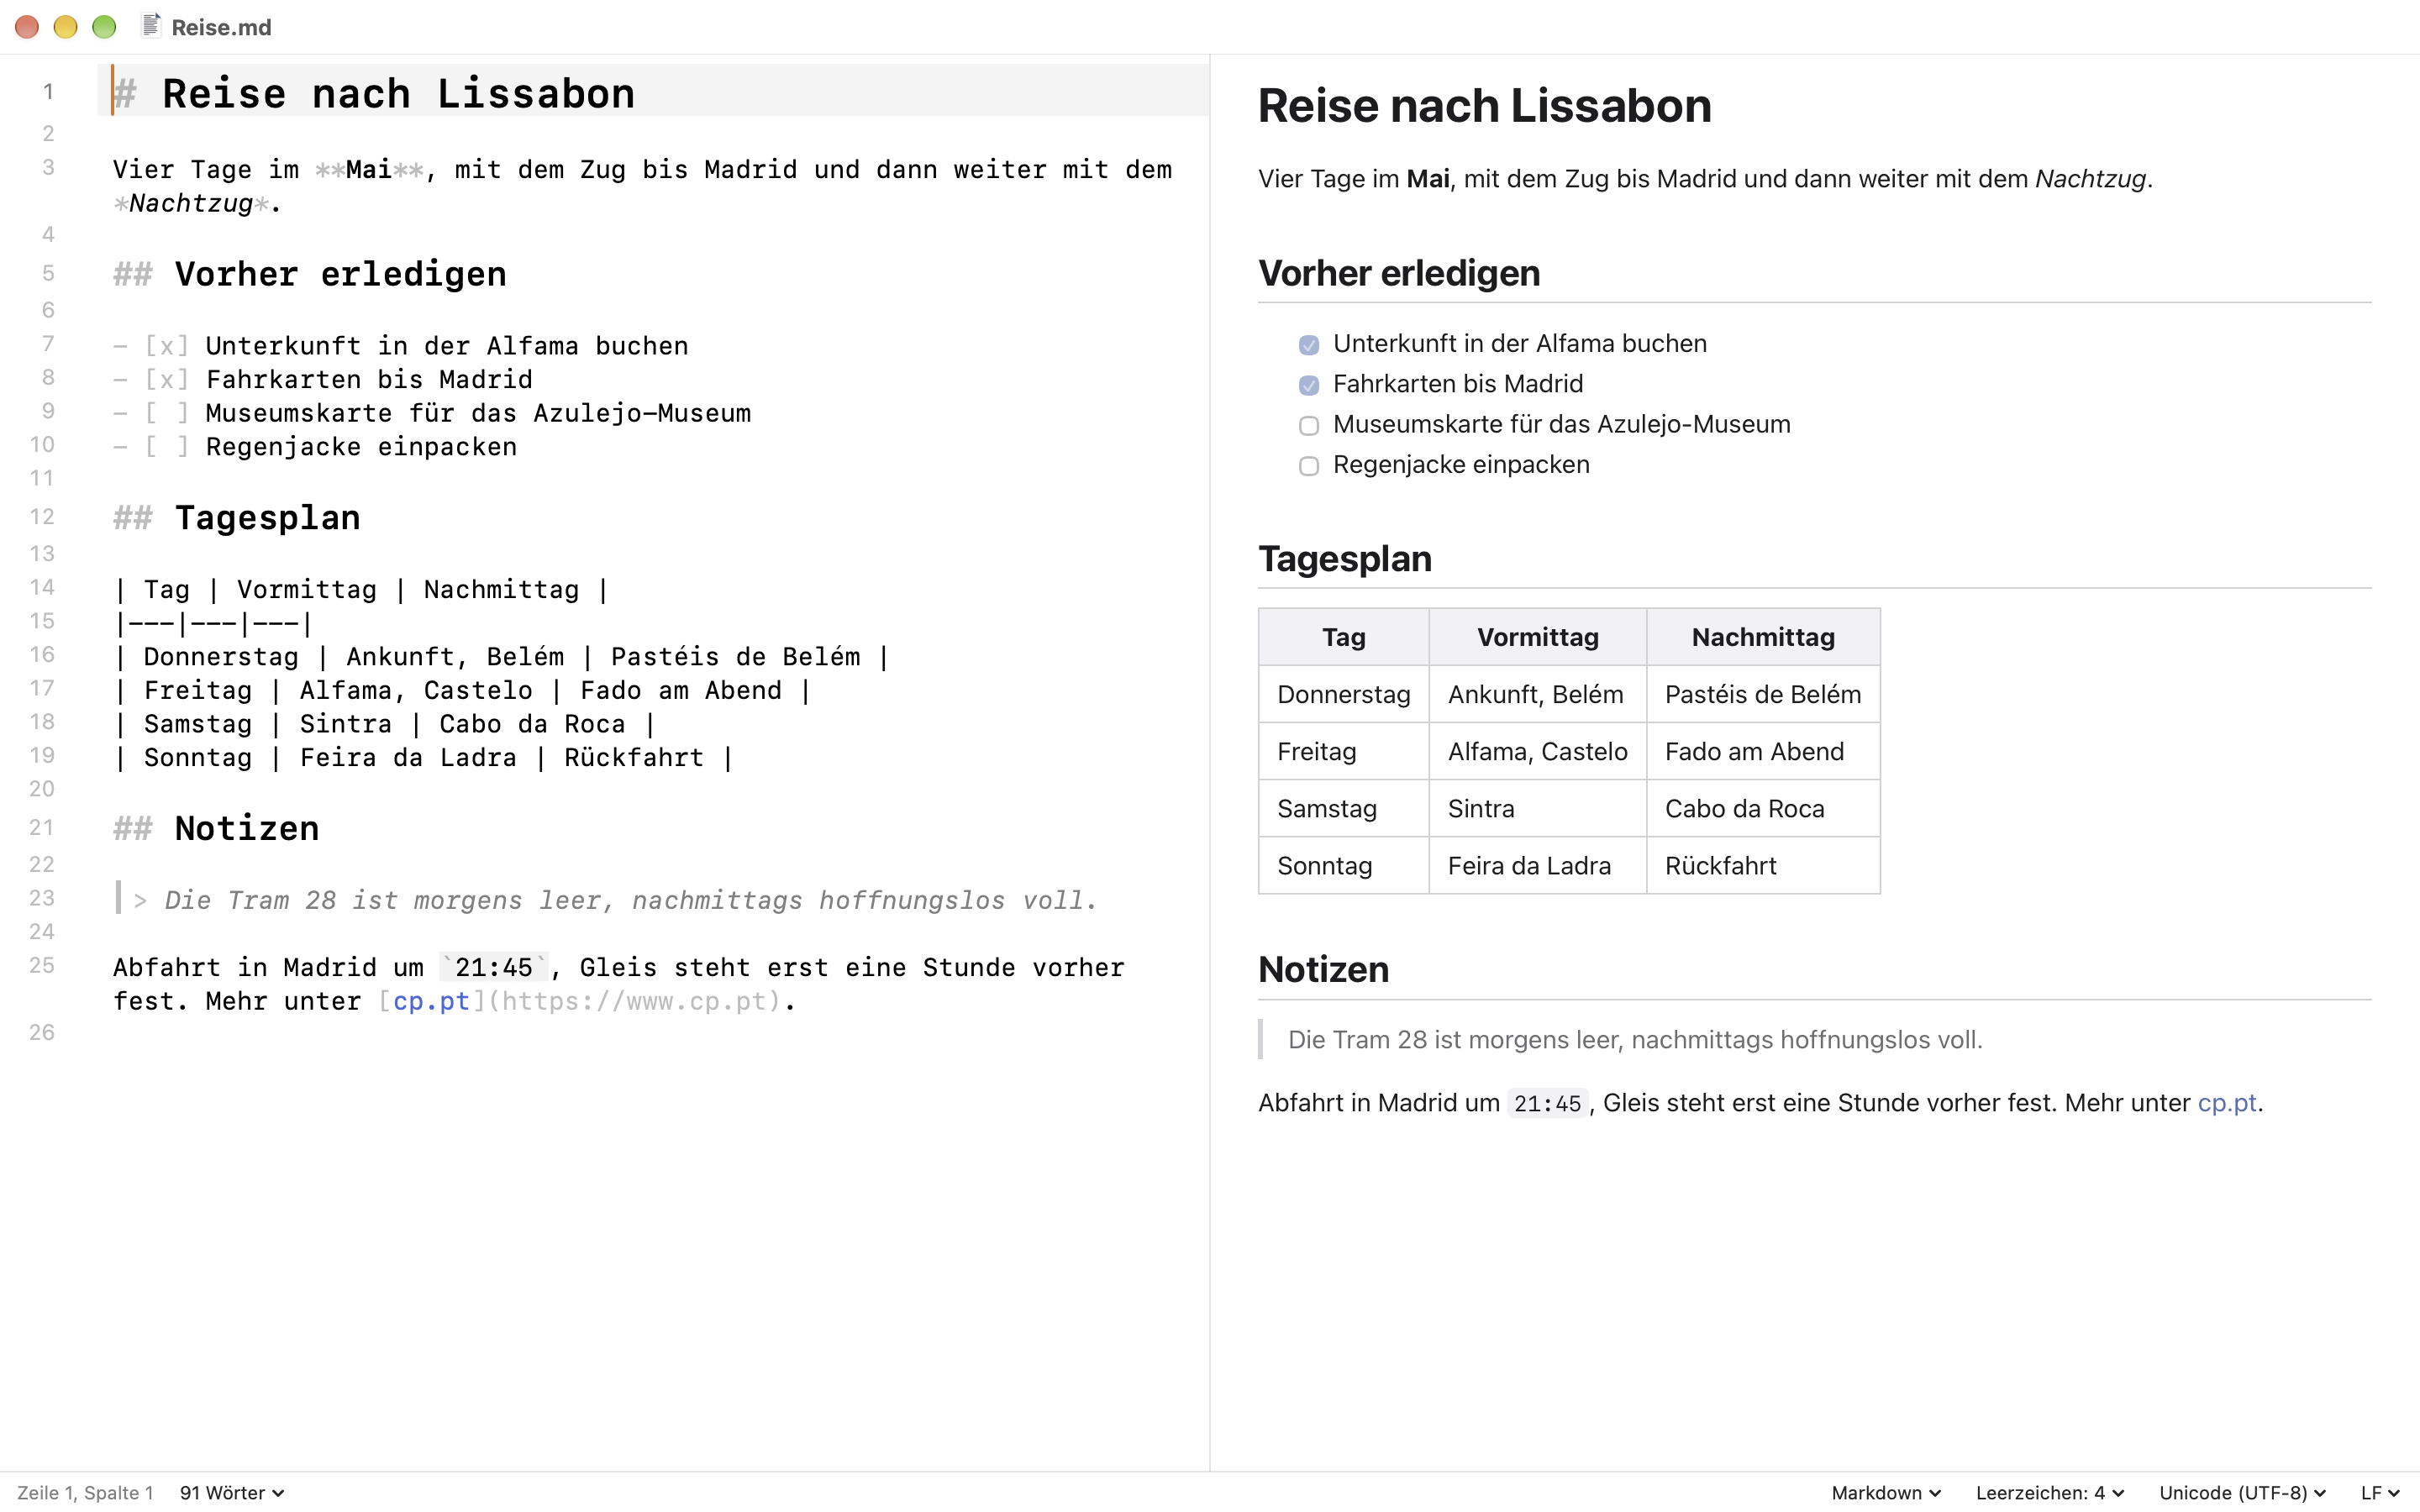 Reise.md
1 # Reise nach Lissabon
2
3 Vier Tage im **Mai**, mit dem Zug bis Madrid und dann weiter mit dem
*Nachtzug*.
4
5 ## Vorher erledigen
6
7 - [x] Unterkunft in der Alfama buchen
8 - [x] Fahrkarten bis Madrid
9 - [ ] Museumskarte für das Azulejo-Museum
10 - [ ] Regenjacke einpacken
11
12 ## Tagesplan
13
14 | Tag | Vormittag | Nachmittag |
15 |---|---|---|
16 | Donnerstag | Ankunft, Belém | Pastéis de Belém |
17 | Freitag | Alfama, Castelo | Fado am Abend |
18 | Samstag | Sintra | Cabo da Roca |
19 | Sonntag | Feira da Ladra | Rückfahrt |
20
21 ## Notizen
22
23 > Die Tram 28 ist morgens leer, nachmittags hoffnungslos voll.
24
25 Abfahrt in Madrid um `21:45`, Gleis steht erst eine Stunde vorher
fest. Mehr unter [cp.pt](https://www.cp.pt).
26
Reise nach Lissabon
Vier Tage im Mai, mit dem Zug bis Madrid und dann weiter mit dem Nachtzug.
Vorher erledigen
Unterkunft in der Alfama buchen
Fahrkarten bis Madrid
Museumskarte für das Azulejo-Museum
Regenjacke einpacken
Tagesplan
Tag Vormittag Nachmittag
Donnerstag Ankunft, Belém Pastéis de Belém
Freitag Alfama, Castelo Fado am Abend
Samstag Sintra Cabo da Roca
Sonntag Feira da Ladra Rückfahrt
Notizen
Die Tram 28 ist morgens leer, nachmittags hoffnungslos voll.
Abfahrt in Madrid um 21:45, Gleis steht erst eine Stunde vorher fest. Mehr unter cp.pt.
Zeile 1, Spalte 1 91 Wörter Markdown Leerzeichen: 4 Unicode (UTF-8) LF